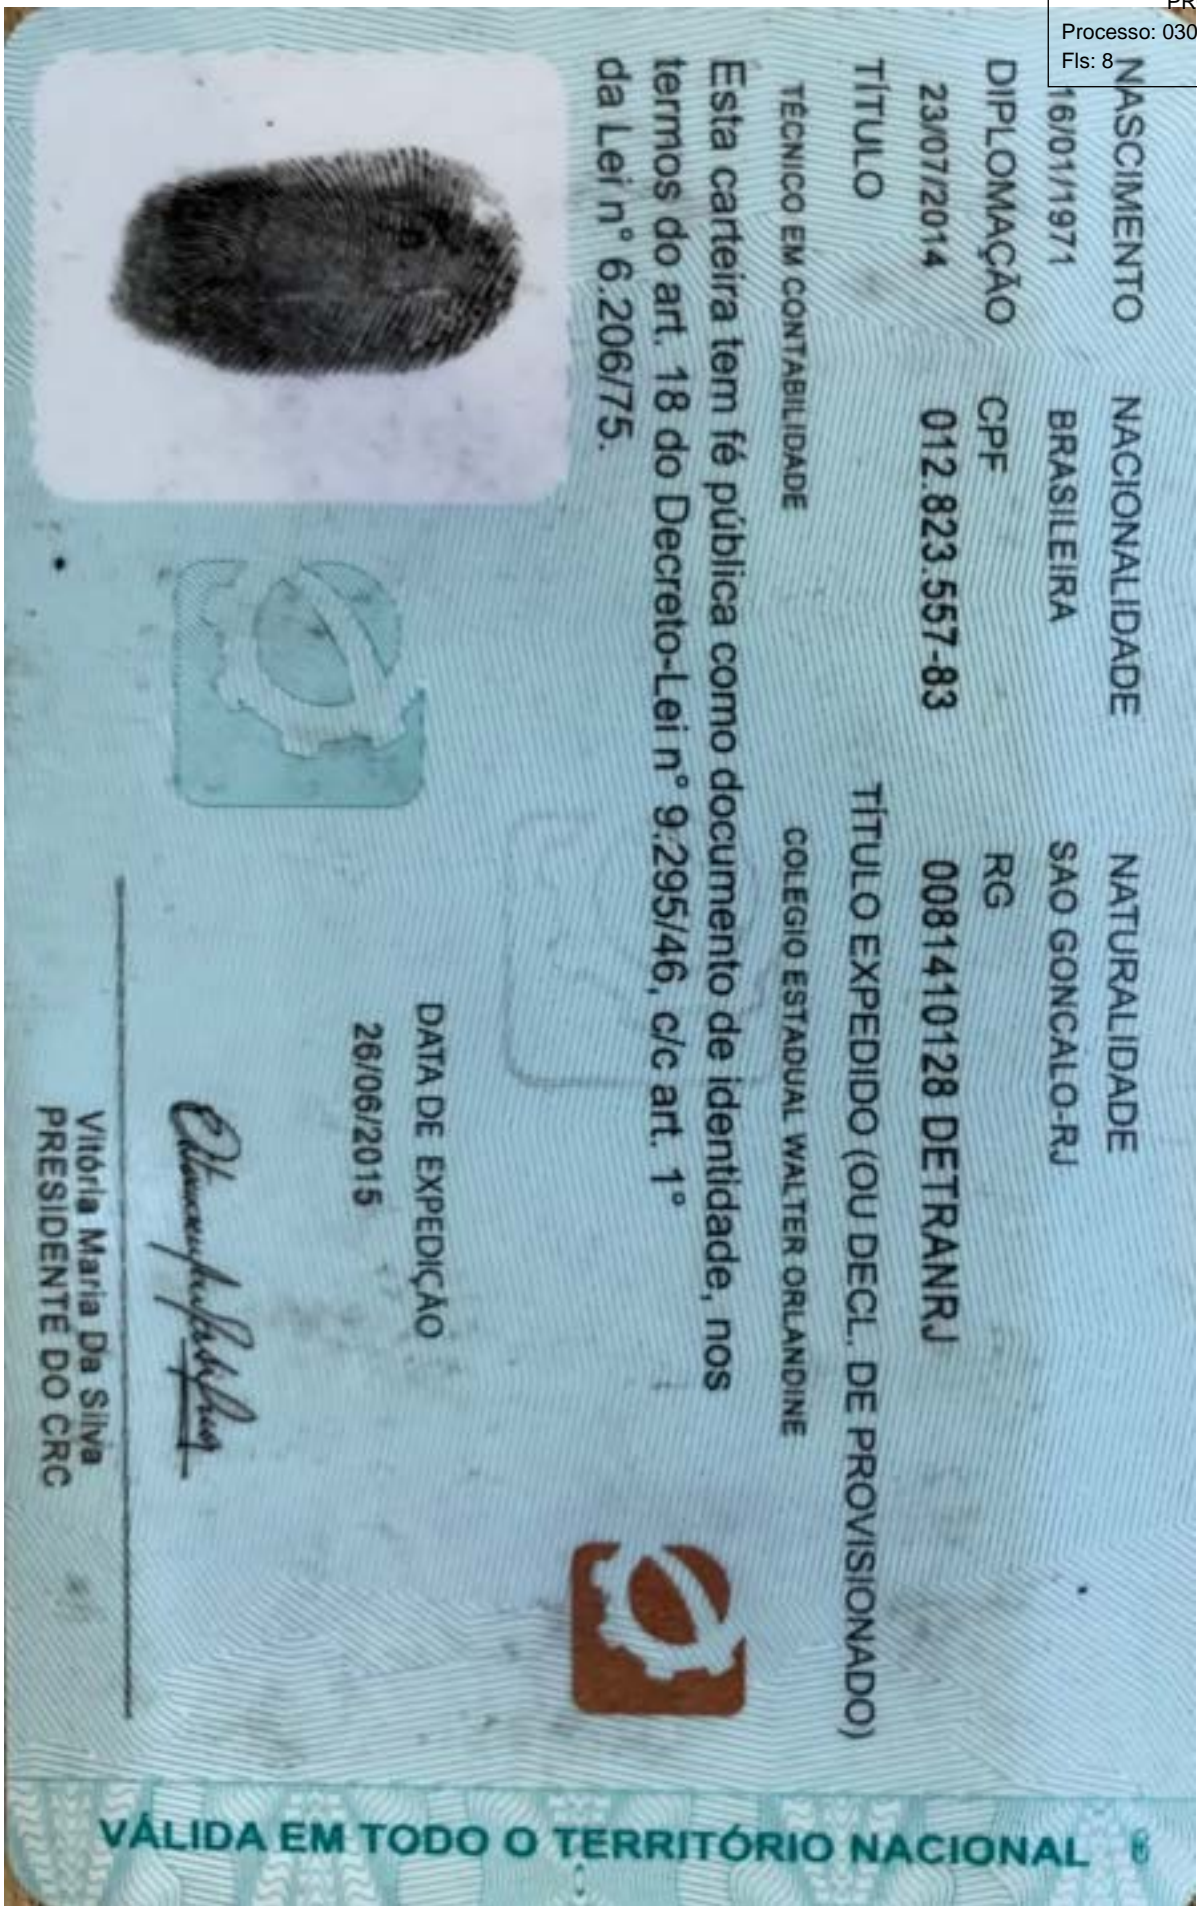 PR
Processo: 030
Fls: 8
NASCIMENTO NACIONALIDADE NATURALIDADE
16/01/1971 BRASILEIRA SAO GONCALO-RJ
DIPLOMAÇÃO CPF RG
23/07/2014 012.823.557-83 0081410128 DETRANRJ
TÍTULO TÍTULO EXPEDIDO (OU DECL. DE PROVISIONADO)
TÉCNICO EM CONTABILIDADE COLEGIO ESTADUAL WALTER ORLANDINE
Esta carteira tem fé pública como documento de identidade, nos
termos do art. 18 do Decreto-Lei n° 9.295/46, c/c art. 1°
da Lei n° 6.206/75.
DATA DE EXPEDIÇÃO
26/06/2015
Vitória Maria Da Silva
PRESIDENTE DO CRC
VÁLIDA EM TODO O TERRITÓRIO NACIONAL